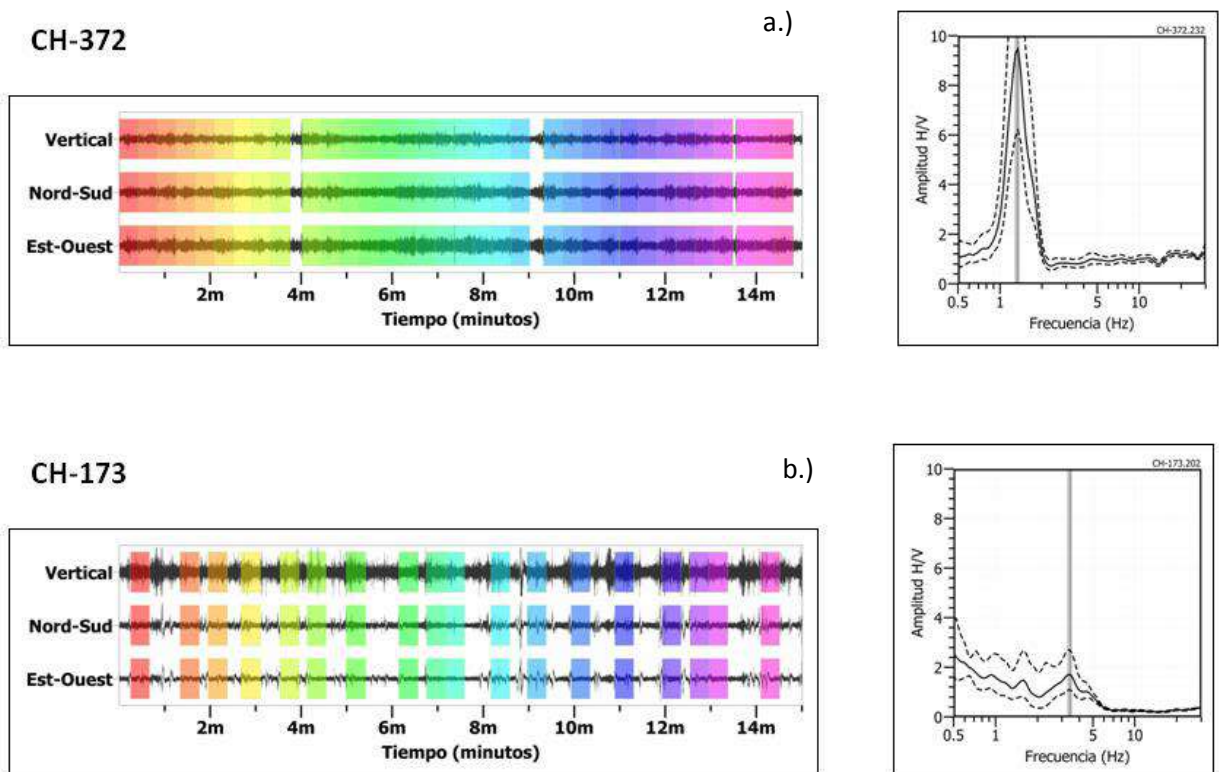 a.)
CH-372
CH-372.232
Vertical
Nord-Sud
Est-Ouest
2m 4m 6m 8m 10m 12m 14m
Tiempo (minutos)
Amplitud H/V
10
8
6
4
2
0
0.5 1 5 10
Frecuencia (Hz)
CH-173
b.)
CH-173.202
Vertical
Nord-Sud
Est-Ouest
2m 4m 6m 8m 10m 12m 14m
Tiempo (minutos)
Amplitud H/V
10
8
6
4
2
0
0.5 1 5 10
Frecuencia (Hz)